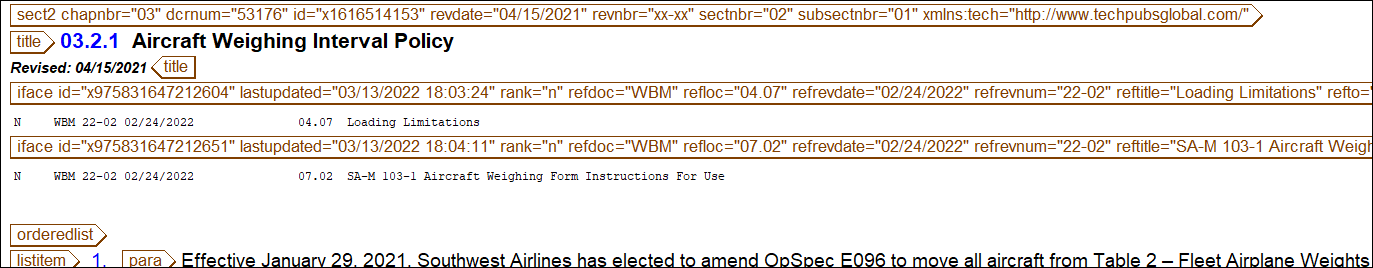 sect2 chapnbr="03" dcrnum="53176" id="x1616514153" revdate="04/15/2021" revnbr="xx-xx" sectnbr="02" subsectnbr="01" xmlns:tech="http://www.techpubsglobal.com/"
title 03.2.1 Aircraft Weighing Interval Policy
Revised: 04/15/2021 title
iface id="x975831647212604" lastupdated="03/13/2022 18:03:24" rank="n" refdoc="WBM" refloc="04.07" refrevdate="02/24/2022" refrevnum="22-02" reftitle="Loading Limitations" refto="
N WBM 22-02 02/24/2022 04.07 Loading Limitations
iface id="x975831647212651" lastupdated="03/13/2022 18:04:11" rank="n" refdoc="WBM" refloc="07.02" refrevdate="02/24/2022" refrevnum="22-02" reftitle="SA-M 103-1 Aircraft Weigh
N WBM 22-02 02/24/2022 07.02 SA-M 103-1 Aircraft Weighing Form Instructions For Use
orderedlist
listitem 1. para Effective January 29, 2021, Southwest Airlines has elected to amend OpSpec E096 to move all aircraft from Table 2 – Fleet Airplane Weights